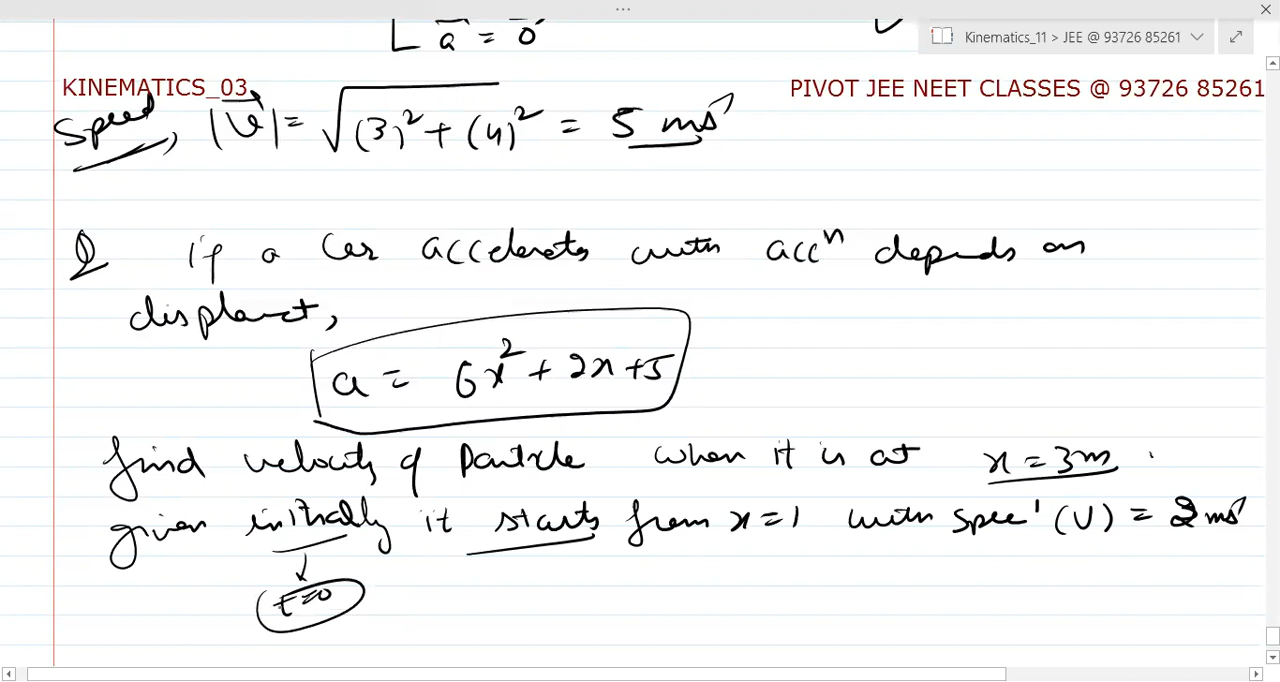 ...
Kinematics_11 > JEE @ 93726 85261
L a⃗ = 0⃗
KINEMATICS_03
PIVOT JEE NEET CLASSES @ 93726 85261
Speed, |V⃗| = √(3)² + (4)² = 5 ms⁻¹
Q if a Car accelerates with accⁿ depends on
displacement,
a = 6x² + 2x + 5
find velocity of Particle when it is at x = 3m.
given initially it starts from x = 1 with speed (V) = 2 ms⁻¹
t=0